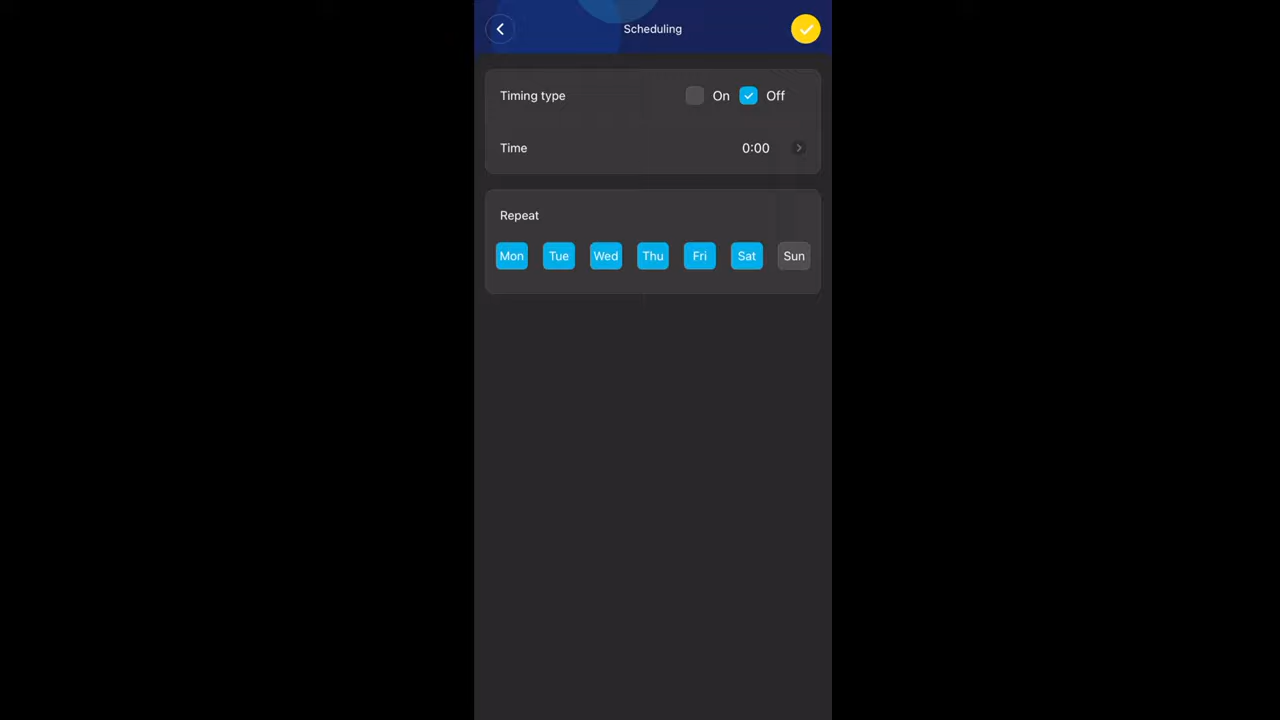 Scheduling
Timing type On Off
Time 0:00
Repeat
Mon Tue Wed Thu Fri Sat Sun